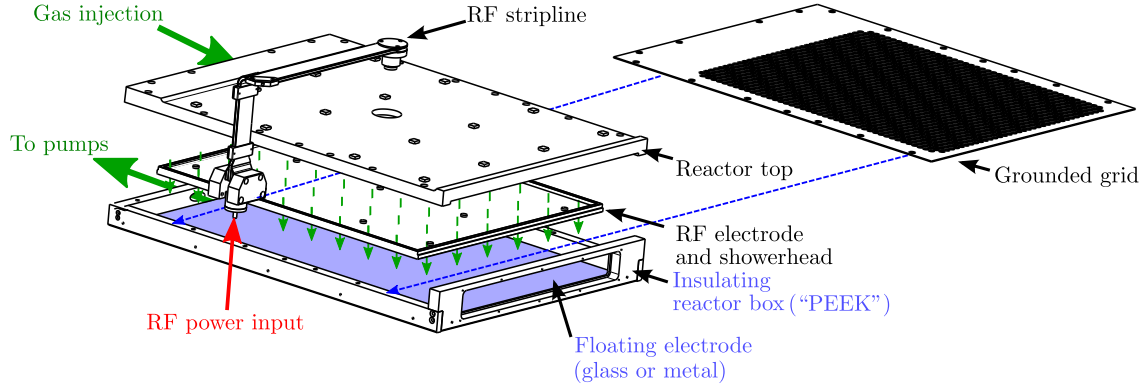 Gas injection
RF stripline
To pumps
Reactor top
Grounded grid
RF electrode
and showerhead
Insulating
reactor box (“PEEK”)
RF power input
Floating electrode
(glass or metal)